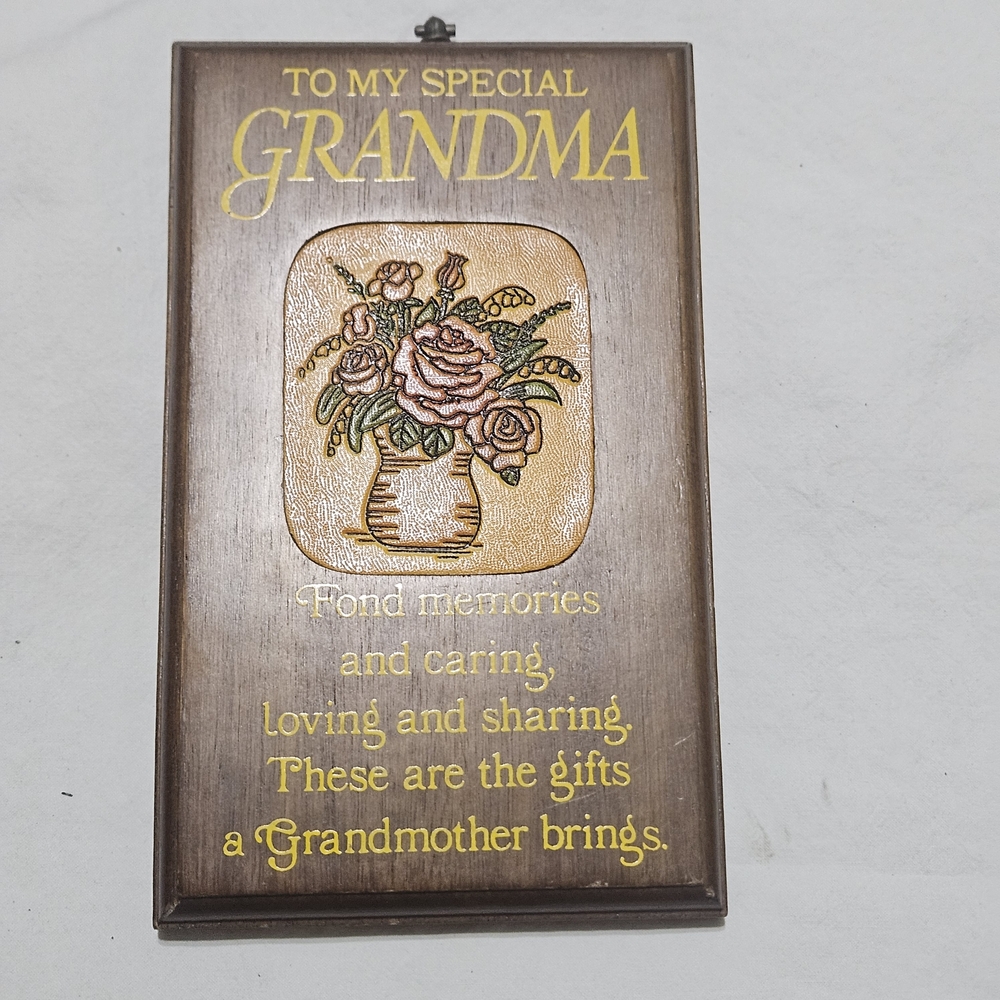 TO MY SPECIAL
GRANDMA
Fond memories
and caring,
loving and sharing.
These are the gifts
a Grandmother brings.